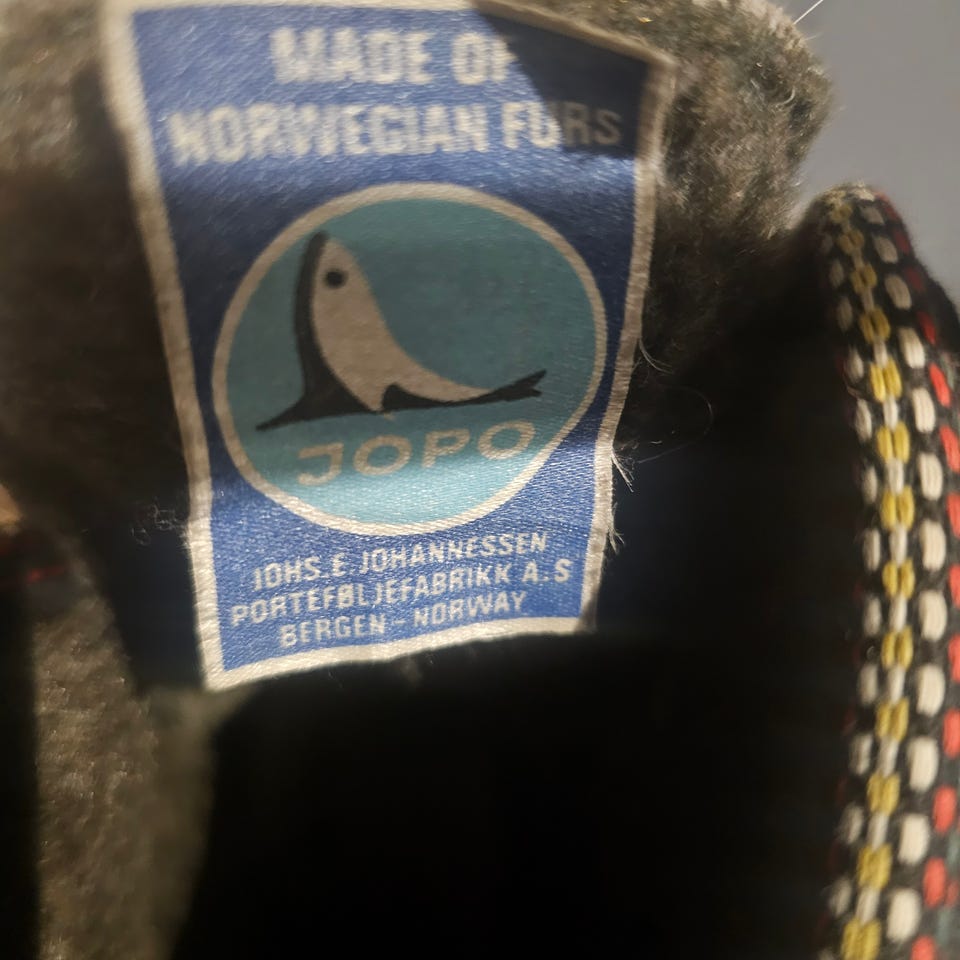 MADE OF
NORWEGIAN FURS
JOPO
JOHS.E.JOHANNESSEN
PORTEFØLJEFABRIKK A.S
BERGEN - NORWAY